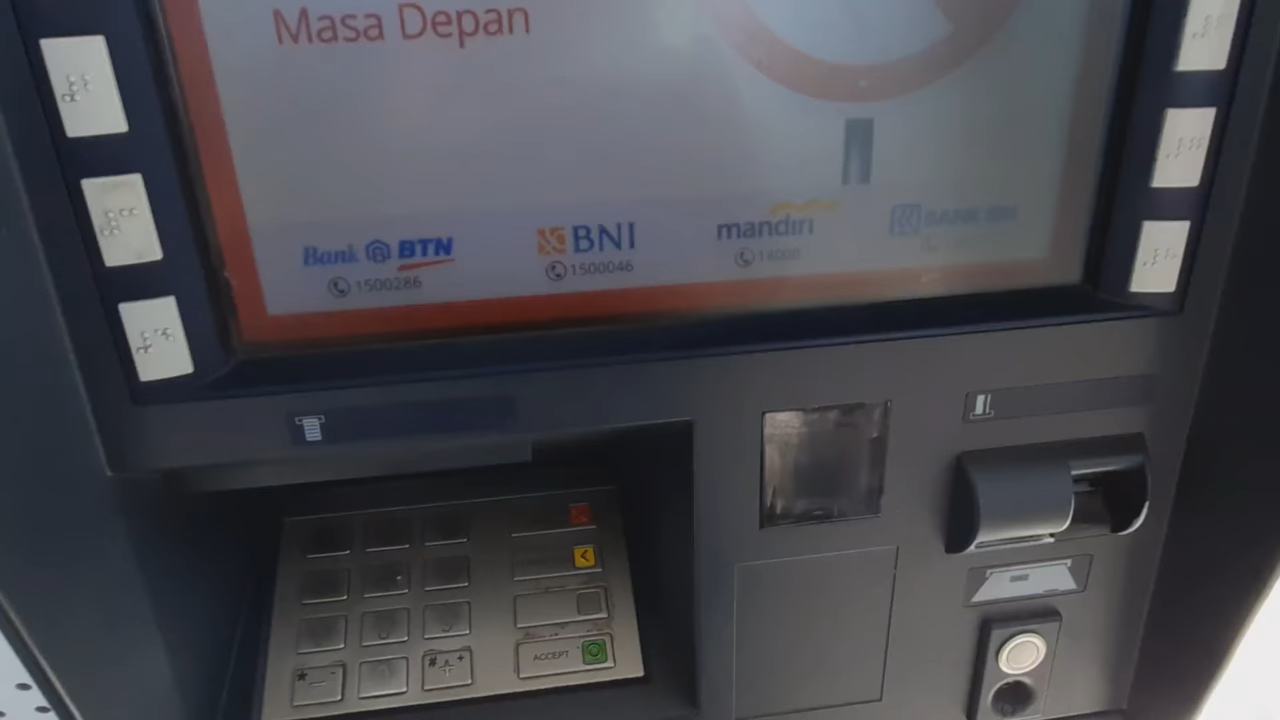 Masa Depan
Bank BTN
1500286
BNI
1500046
mandiri
14000
BANK BRI
ACCEPT
* -
# +